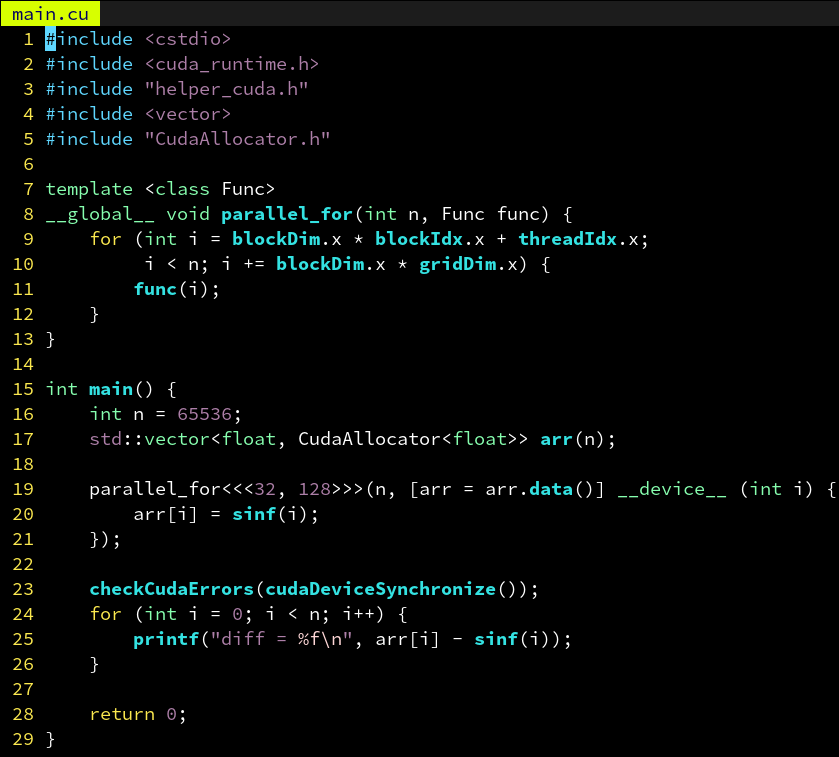 main.cu
1 #include <cstdio>
2 #include <cuda_runtime.h>
3 #include "helper_cuda.h"
4 #include <vector>
5 #include "CudaAllocator.h"
6
7 template <class Func>
8 __global__ void parallel_for(int n, Func func) {
9     for (int i = blockDim.x * blockIdx.x + threadIdx.x;
10          i < n; i += blockDim.x * gridDim.x) {
11         func(i);
12     }
13 }
14
15 int main() {
16     int n = 65536;
17     std::vector<float, CudaAllocator<float>> arr(n);
18
19     parallel_for<<<32, 128>>>(n, [arr = arr.data()] __device__ (int i) {
20         arr[i] = sinf(i);
21     });
22
23     checkCudaErrors(cudaDeviceSynchronize());
24     for (int i = 0; i < n; i++) {
25         printf("diff = %f\n", arr[i] - sinf(i));
26     }
27
28     return 0;
29 }